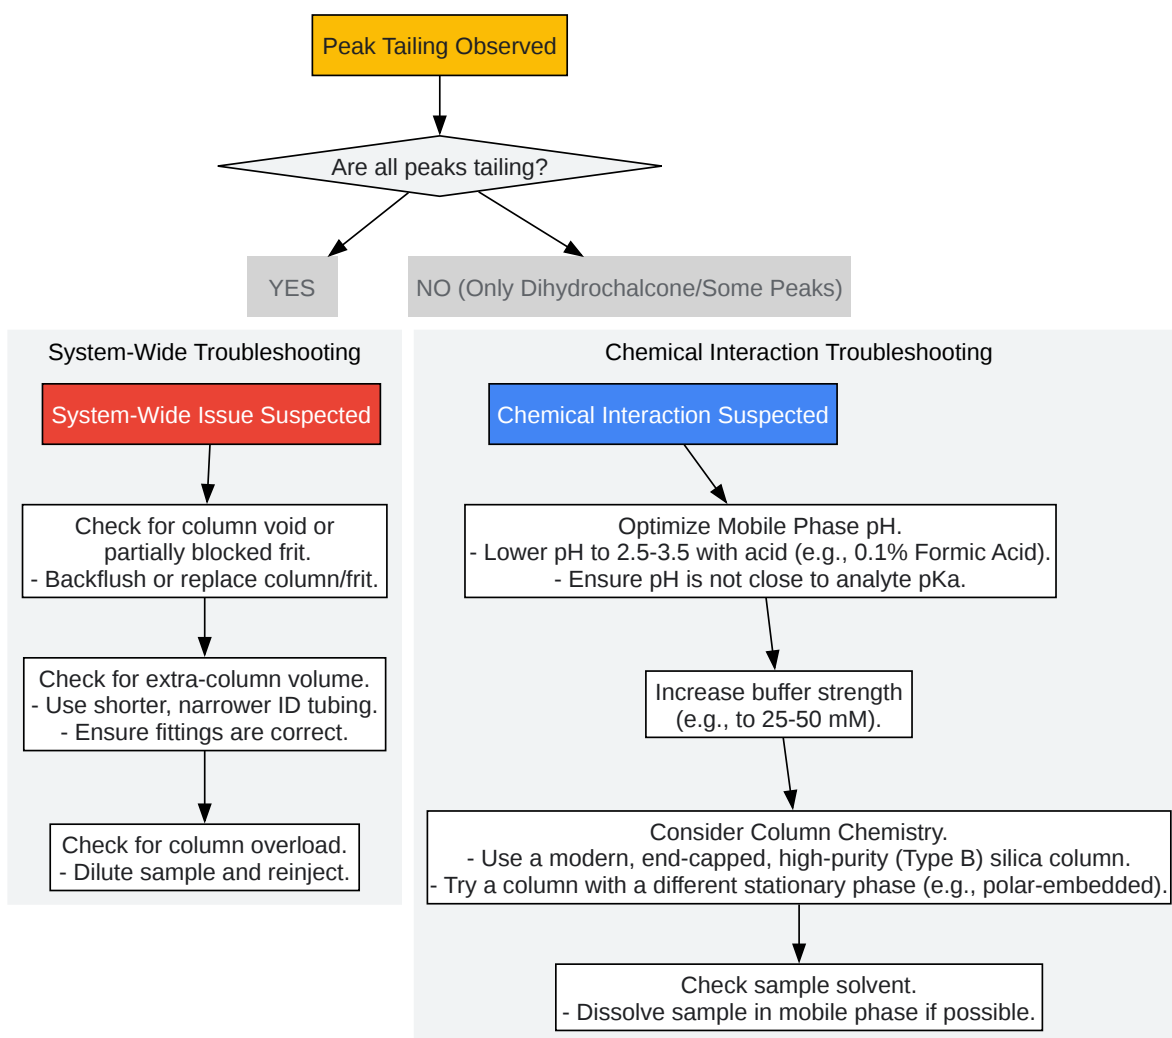 Peak Tailing Observed
Are all peaks tailing?
YES
NO (Only Dihydrochalcone/Some Peaks)
System-Wide Troubleshooting
System-Wide Issue Suspected
Check for column void or
partially blocked frit.
- Backflush or replace column/frit.
Check for extra-column volume.
- Use shorter, narrower ID tubing.
- Ensure fittings are correct.
Check for column overload.
- Dilute sample and reinject.
Chemical Interaction Troubleshooting
Chemical Interaction Suspected
Optimize Mobile Phase pH.
- Lower pH to 2.5-3.5 with acid (e.g., 0.1% Formic Acid).
- Ensure pH is not close to analyte pKa.
Increase buffer strength
(e.g., to 25-50 mM).
Consider Column Chemistry.
- Use a modern, end-capped, high-purity (Type B) silica column.
- Try a column with a different stationary phase (e.g., polar-embedded).
Check sample solvent.
- Dissolve sample in mobile phase if possible.